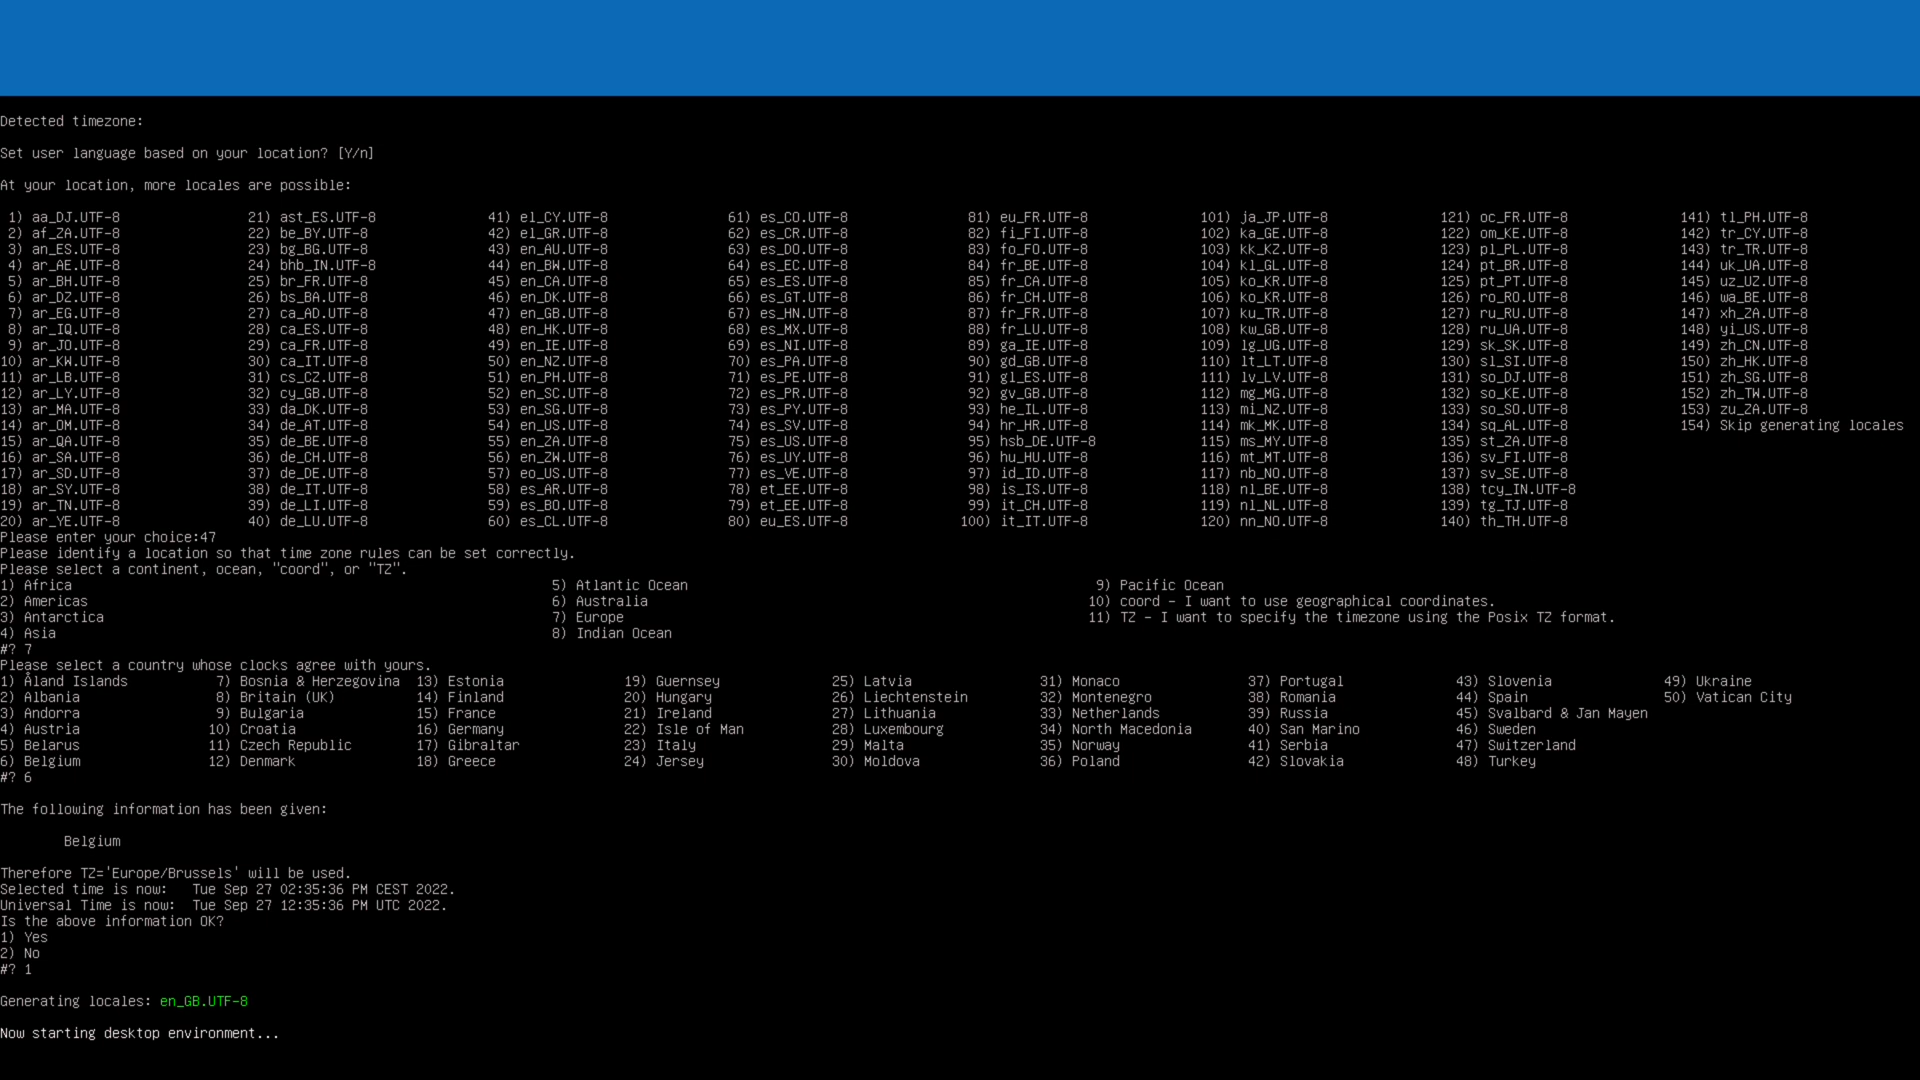 Detected timezone:
Set user language based on your location? [Y/n]
At your location, more locales are possible:
1) aa_DJ.UTF-8 21) ast_ES.UTF-8 41) el_CY.UTF-8 61) es_CO.UTF-8 81) eu_FR.UTF-8 101) ja_JP.UTF-8 121) oc_FR.UTF-8 141) tl_PH.UTF-8
2) af_ZA.UTF-8 22) be_BY.UTF-8 42) el_GR.UTF-8 62) es_CR.UTF-8 82) fi_FI.UTF-8 102) ka_GE.UTF-8 122) om_KE.UTF-8 142) tr_CY.UTF-8
3) an_ES.UTF-8 23) bg_BG.UTF-8 43) en_AU.UTF-8 63) es_DO.UTF-8 83) fo_FO.UTF-8 103) kk_KZ.UTF-8 123) pl_PL.UTF-8 143) tr_TR.UTF-8
4) ar_AE.UTF-8 24) bhb_IN.UTF-8 44) en_BW.UTF-8 64) es_EC.UTF-8 84) fr_BE.UTF-8 104) kl_GL.UTF-8 124) pt_BR.UTF-8 144) uk_UA.UTF-8
5) ar_BH.UTF-8 25) br_FR.UTF-8 45) en_CA.UTF-8 65) es_ES.UTF-8 85) fr_CA.UTF-8 105) ko_KR.UTF-8 125) pt_PT.UTF-8 145) uz_UZ.UTF-8
6) ar_DZ.UTF-8 26) bs_BA.UTF-8 46) en_DK.UTF-8 66) es_GT.UTF-8 86) fr_CH.UTF-8 106) ko_KR.UTF-8 126) ro_RO.UTF-8 146) wa_BE.UTF-8
7) ar_EG.UTF-8 27) ca_AD.UTF-8 47) en_GB.UTF-8 67) es_HN.UTF-8 87) fr_FR.UTF-8 107) ku_TR.UTF-8 127) ru_RU.UTF-8 147) xh_ZA.UTF-8
8) ar_IQ.UTF-8 28) ca_ES.UTF-8 48) en_HK.UTF-8 68) es_MX.UTF-8 88) fr_LU.UTF-8 108) kw_GB.UTF-8 128) ru_UA.UTF-8 148) yi_US.UTF-8
9) ar_JO.UTF-8 29) ca_FR.UTF-8 49) en_IE.UTF-8 69) es_NI.UTF-8 89) ga_IE.UTF-8 109) lg_UG.UTF-8 129) sk_SK.UTF-8 149) zh_CN.UTF-8
10) ar_KW.UTF-8 30) ca_IT.UTF-8 50) en_NZ.UTF-8 70) es_PA.UTF-8 90) gd_GB.UTF-8 110) lt_LT.UTF-8 130) sl_SI.UTF-8 150) zh_HK.UTF-8
11) ar_LB.UTF-8 31) cs_CZ.UTF-8 51) en_PH.UTF-8 71) es_PE.UTF-8 91) gl_ES.UTF-8 111) lv_LV.UTF-8 131) so_DJ.UTF-8 151) zh_SG.UTF-8
12) ar_LY.UTF-8 32) cy_GB.UTF-8 52) en_SC.UTF-8 72) es_PR.UTF-8 92) gv_GB.UTF-8 112) mg_MG.UTF-8 132) so_KE.UTF-8 152) zh_TW.UTF-8
13) ar_MA.UTF-8 33) da_DK.UTF-8 53) en_SG.UTF-8 73) es_PY.UTF-8 93) he_IL.UTF-8 113) mi_NZ.UTF-8 133) so_SO.UTF-8 153) zu_ZA.UTF-8
14) ar_OM.UTF-8 34) de_AT.UTF-8 54) en_US.UTF-8 74) es_SV.UTF-8 94) hr_HR.UTF-8 114) mk_MK.UTF-8 134) sq_AL.UTF-8 154) Skip generating locales
15) ar_QA.UTF-8 35) de_BE.UTF-8 55) en_ZA.UTF-8 75) es_US.UTF-8 95) hsb_DE.UTF-8 115) ms_MY.UTF-8 135) st_ZA.UTF-8
16) ar_SA.UTF-8 36) de_CH.UTF-8 56) en_ZW.UTF-8 76) es_UY.UTF-8 96) hu_HU.UTF-8 116) mt_MT.UTF-8 136) sv_FI.UTF-8
17) ar_SD.UTF-8 37) de_DE.UTF-8 57) eo_US.UTF-8 77) es_VE.UTF-8 97) id_ID.UTF-8 117) nb_NO.UTF-8 137) sv_SE.UTF-8
18) ar_SY.UTF-8 38) de_IT.UTF-8 58) es_AR.UTF-8 78) et_EE.UTF-8 98) is_IS.UTF-8 118) nl_BE.UTF-8 138) tcy_IN.UTF-8
19) ar_TN.UTF-8 39) de_LI.UTF-8 59) es_BO.UTF-8 79) et_EE.UTF-8 99) it_CH.UTF-8 119) nl_NL.UTF-8 139) tg_TJ.UTF-8
20) ar_YE.UTF-8 40) de_LU.UTF-8 60) es_CL.UTF-8 80) eu_ES.UTF-8 100) it_IT.UTF-8 120) nn_NO.UTF-8 140) th_TH.UTF-8
Please enter your choice:47
Please identify a location so that time zone rules can be set correctly.
Please select a continent, ocean, "coord", or "TZ".
1) Africa 5) Atlantic Ocean 9) Pacific Ocean
2) Americas 6) Australia 10) coord - I want to use geographical coordinates.
3) Antarctica 7) Europe 11) TZ - I want to specify the timezone using the Posix TZ format.
4) Asia 8) Indian Ocean
#? 7
Please select a country whose clocks agree with yours.
1) Åland Islands 7) Bosnia & Herzegovina 13) Estonia 19) Guernsey 25) Latvia 31) Monaco 37) Portugal 43) Slovenia 49) Ukraine
2) Albania 8) Britain (UK) 14) Finland 20) Hungary 26) Liechtenstein 32) Montenegro 38) Romania 44) Spain 50) Vatican City
3) Andorra 9) Bulgaria 15) France 21) Ireland 27) Lithuania 33) Netherlands 39) Russia 45) Svalbard & Jan Mayen
4) Austria 10) Croatia 16) Germany 22) Isle of Man 28) Luxembourg 34) North Macedonia 40) San Marino 46) Sweden
5) Belarus 11) Czech Republic 17) Gibraltar 23) Italy 29) Malta 35) Norway 41) Serbia 47) Switzerland
6) Belgium 12) Denmark 18) Greece 24) Jersey 30) Moldova 36) Poland 42) Slovakia 48) Turkey
#? 6
The following information has been given:
Belgium
Therefore TZ='Europe/Brussels' will be used.
Selected time is now: Tue Sep 27 02:35:36 PM CEST 2022.
Universal Time is now: Tue Sep 27 12:35:36 PM UTC 2022.
Is the above information OK?
1) Yes
2) No
#? 1
Generating locales: en_GB.UTF-8
Now starting desktop environment...